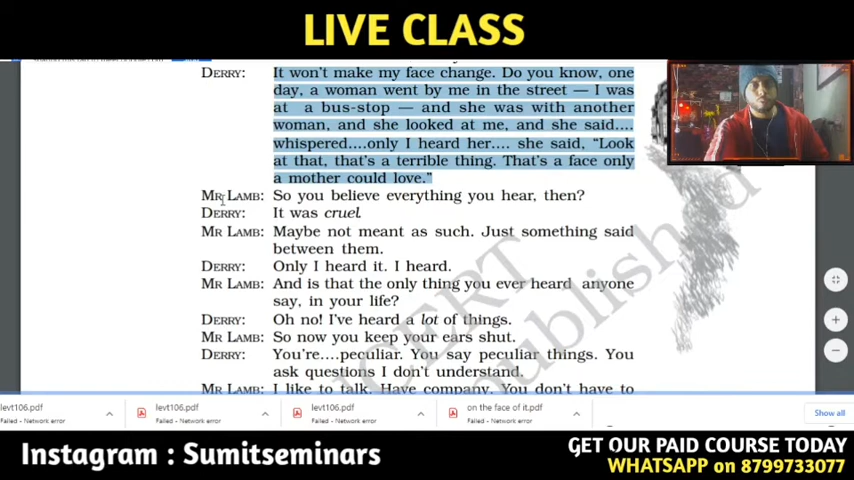 LIVE CLASS
DERRY: It won't make my face change. Do you know, one
day, a woman went by me in the street — I was
at a bus-stop — and she was with another
woman, and she looked at me, and she said....
whispered....only I heard her.... she said, "Look
at that, that's a terrible thing. That's a face only
a mother could love."
MR LAMB: So you believe everything you hear, then?
DERRY: It was cruel.
MR LAMB: Maybe not meant as such. Just something said
between them.
DERRY: Only I heard it. I heard.
MR LAMB: And is that the only thing you ever heard anyone
say, in your life?
DERRY: Oh no! I've heard a lot of things.
MR LAMB: So now you keep your ears shut.
DERRY: You're....peculiar. You say peculiar things. You
ask questions I don't understand.
MR LAMB: I like to talk. Have company. You don't have to
NCERT
published
levt106.pdf
Failed - Network error
levt106.pdf
Failed - Network error
levt106.pdf
Failed - Network error
on the face of it.pdf
Failed - Network error
Show all
Instagram : Sumitseminars
GET OUR PAID COURSE TODAY
WHATSAPP on 8799733077